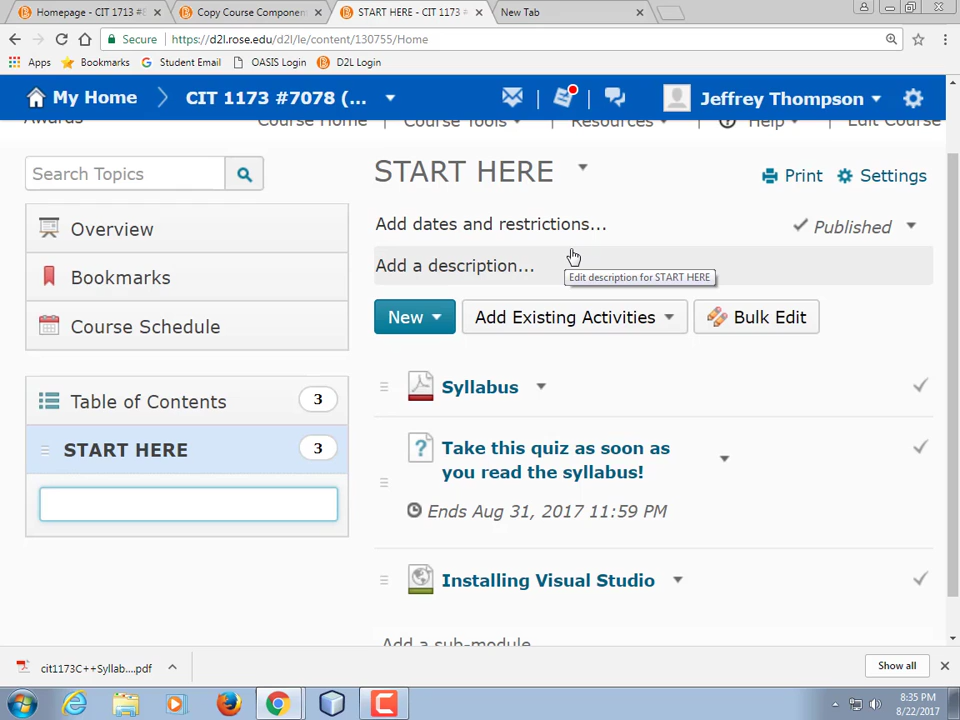 Homepage - CIT 1173 #
Copy Course Componen
START HERE - CIT 1173 #
New Tab
Secure
https://d2l.rose.edu/d2l/le/content/130755/Home
Apps
Bookmarks
Student Email
OASIS Login
D2L Login
My Home
CIT 1173 #7078 (...
Jeffrey Thompson
Awards
Course Home
Course Tools
Resources
Help
Edit Course
Search Topics
START HERE
Print
Settings
Overview
Add dates and restrictions...
Published
Add a description...
Edit description for START HERE
Bookmarks
Course Schedule
New
Add Existing Activities
Bulk Edit
Table of Contents
3
START HERE
3
Syllabus
Take this quiz as soon as
you read the syllabus!
Ends Aug 31, 2017 11:59 PM
Installing Visual Studio
Add a sub-module
cit1173C++Syllab....pdf
Show all
8:35 PM
8/22/2017